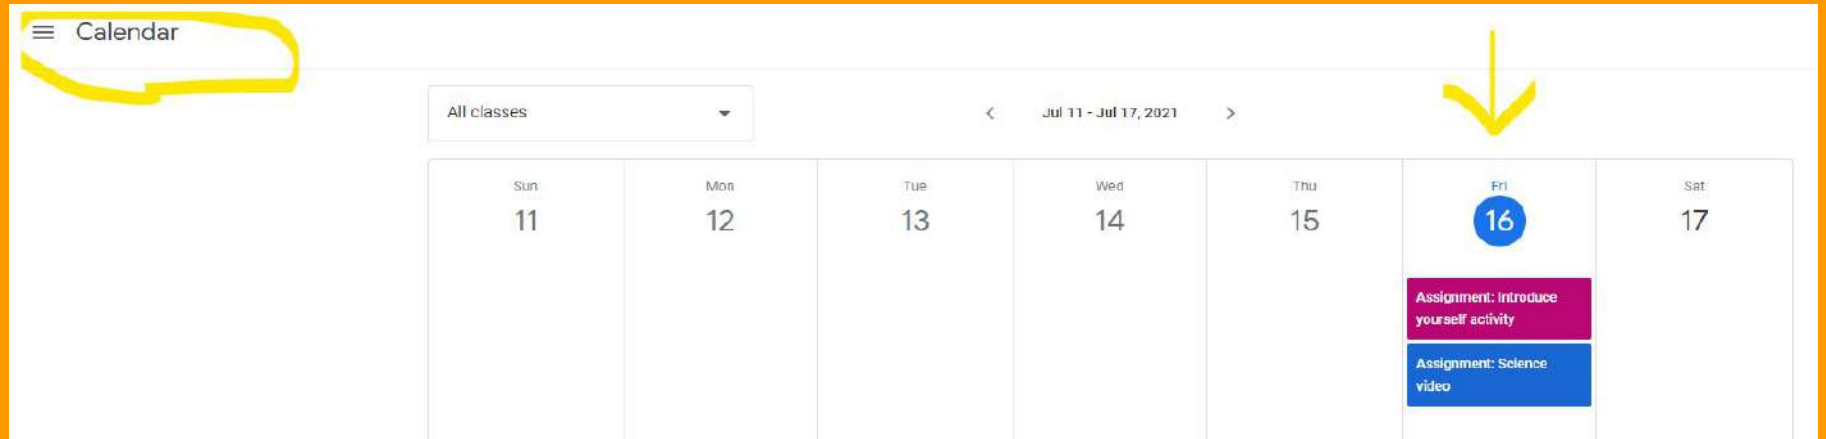 Calendar
All classes
Jul 11 - Jul 17, 2021
Sun Mon Tue Wed Thu Fri Sat
11 12 13 14 15 16 17
Assignment: Introduce
yourself activity
Assignment: Science
video